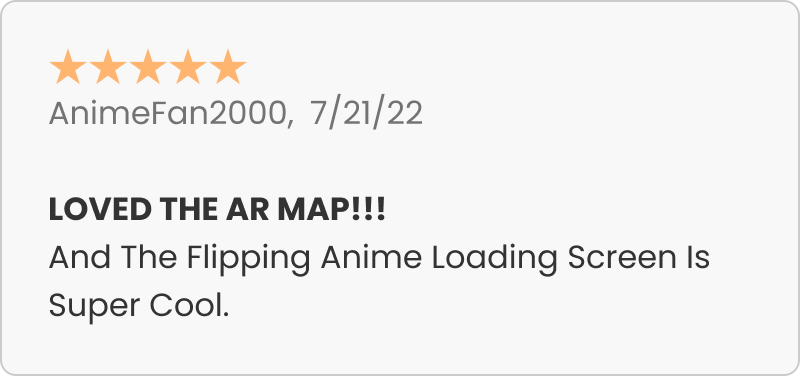 AnimeFan2000, 7/21/22
LOVED THE AR MAP!!!
And The Flipping Anime Loading Screen Is
Super Cool.